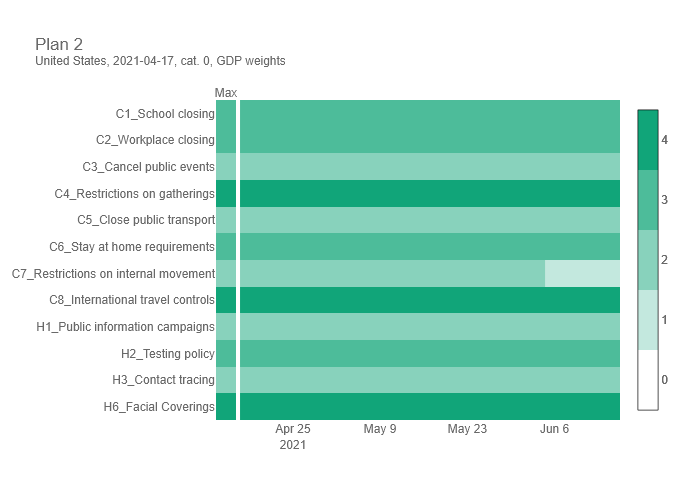 Plan 2
United States, 2021-04-17, cat. 0, GDP weights
Max
C1_School closing
C2_Workplace closing
C3_Cancel public events
C4_Restrictions on gatherings
C5_Close public transport
C6_Stay at home requirements
C7_Restrictions on internal movement
C8_International travel controls
H1_Public information campaigns
H2_Testing policy
H3_Contact tracing
H6_Facial Coverings
Apr 25 May 9 May 23 Jun 6
2021
4
3
2
1
0